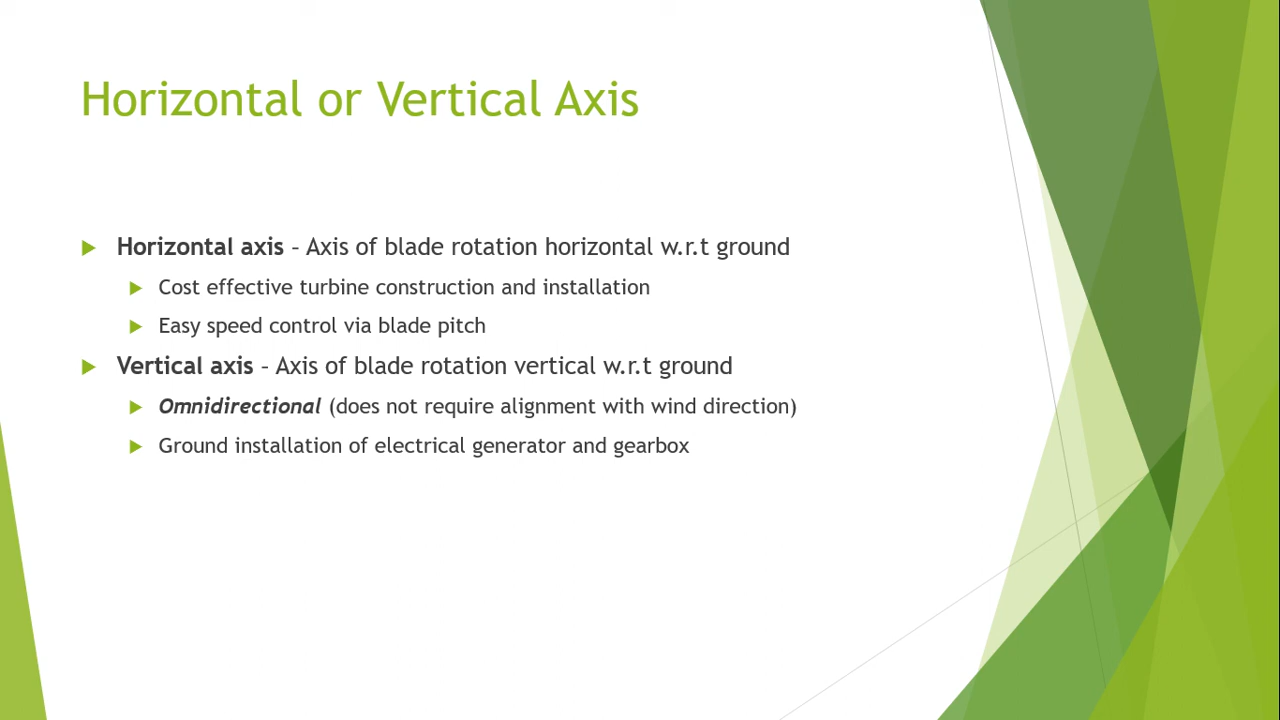 Horizontal or Vertical Axis
Horizontal axis – Axis of blade rotation horizontal w.r.t ground
Cost effective turbine construction and installation
Easy speed control via blade pitch
Vertical axis – Axis of blade rotation vertical w.r.t ground
Omnidirectional (does not require alignment with wind direction)
Ground installation of electrical generator and gearbox